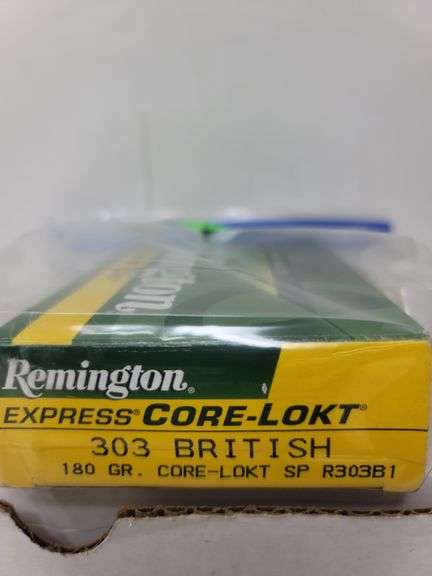 Remington®
EXPRESS® CORE-LOKT®
303 BRITISH
180 GR. CORE-LOKT SP R303B1